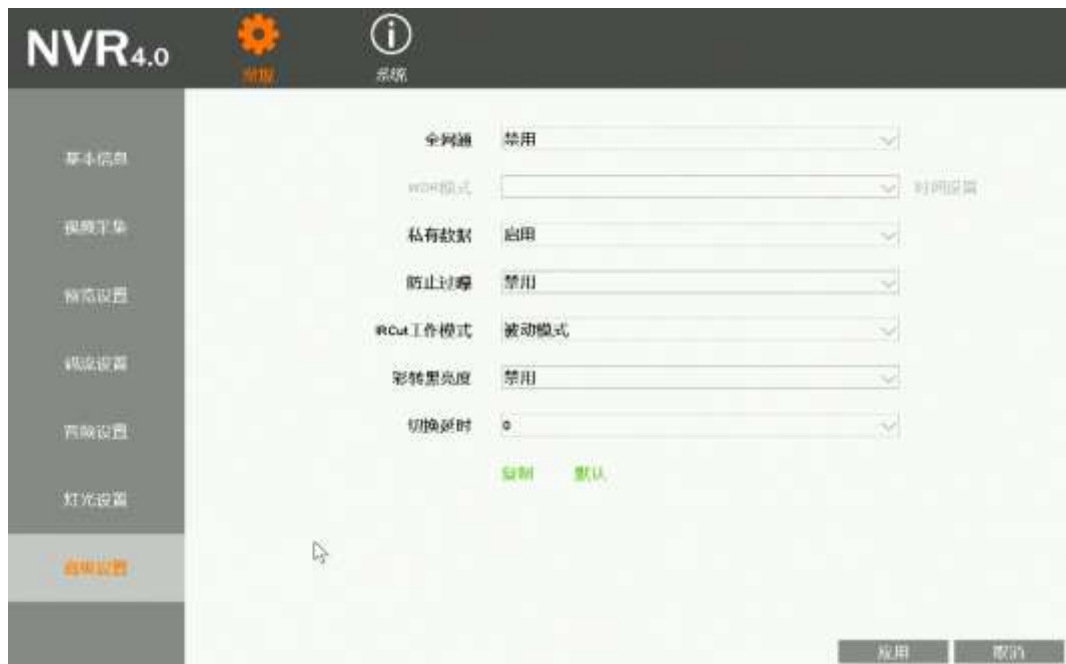 NVR4.0
系统
基本信息
视频采集
预览设置
码流设置
音频设置
灯光设置
高级设置
全网通 禁用
WDR模式 时间设置
私有数据 启用
防止过曝 禁用
IRCut工作模式 被动模式
彩转黑亮度 禁用
切换延时 0
复制 默认
应用 取消